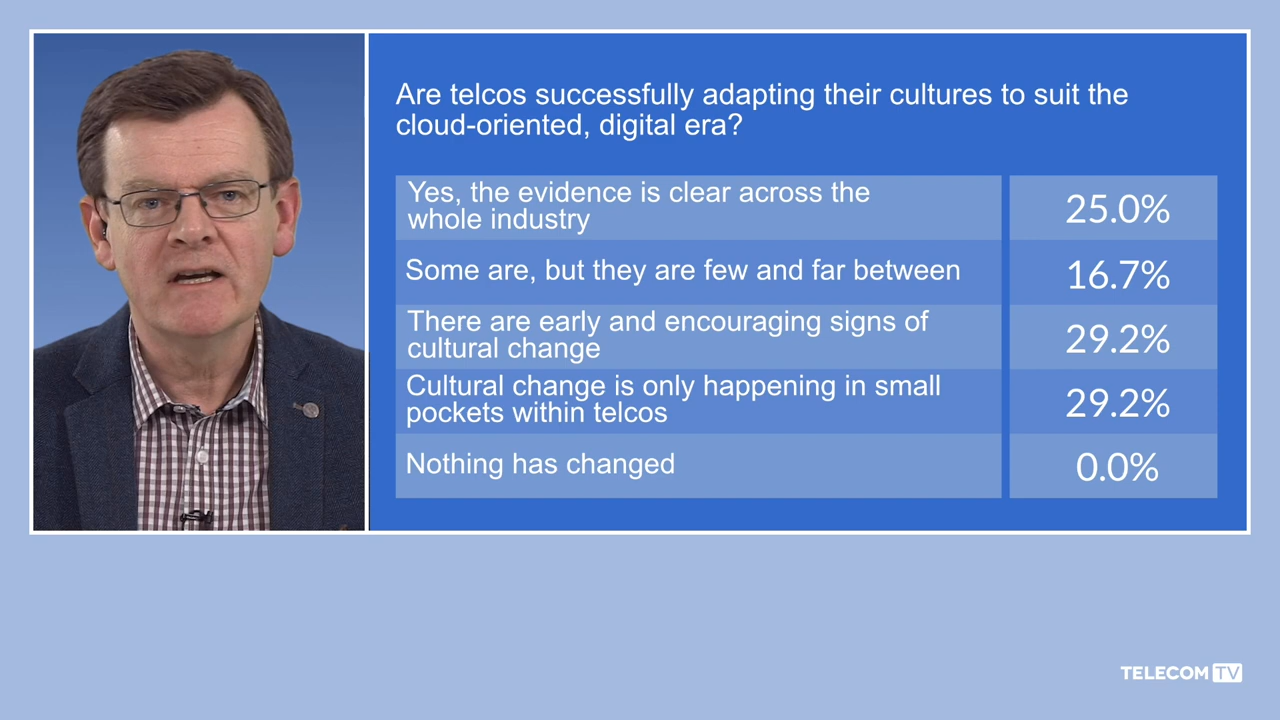 Are telcos successfully adapting their cultures to suit the
cloud-oriented, digital era?
Yes, the evidence is clear across the
whole industry
25.0%
Some are, but they are few and far between
16.7%
There are early and encouraging signs of
cultural change
29.2%
Cultural change is only happening in small
pockets within telcos
29.2%
Nothing has changed
0.0%
TELECOM TV